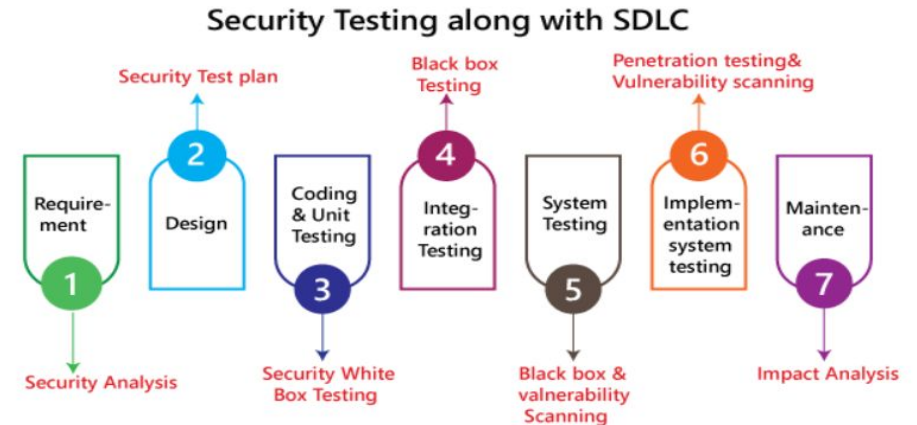 Security Testing along with SDLC
Security Test plan
Black box
Testing
Penetration testing&
Vulnerability scanning
1
Require-
ment
2
Design
3
Coding
& Unit
Testing
4
Integ-
ration
Testing
5
System
Testing
6
Implem-
entation
system
testing
7
Mainten-
ance
Security Analysis
Security White
Box Testing
Black box &
valnerability
Scanning
Impact Analysis